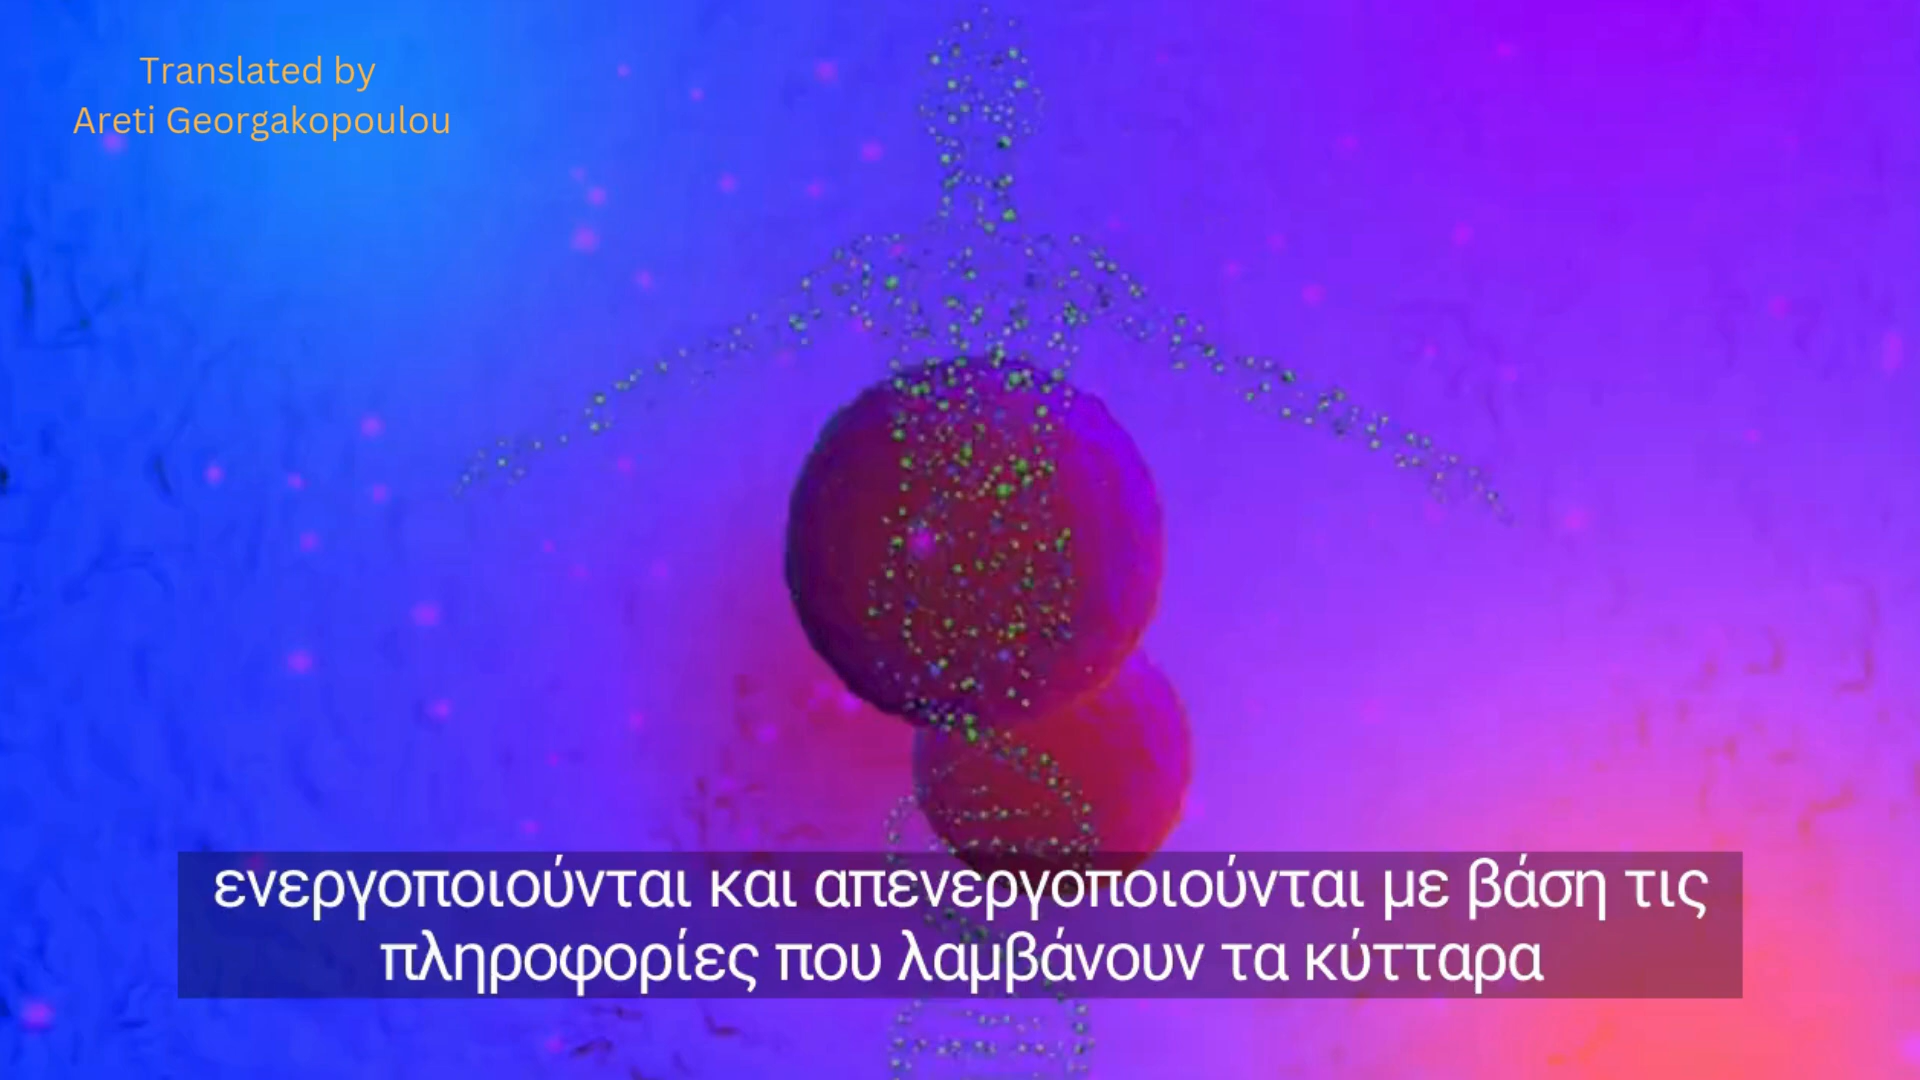 Translated by
Areti Georgakopoulou
ενεργοποιούνται και απενεργοποιούνται με βάση τις
πληροφορίες που λαμβάνουν τα κύτταρα